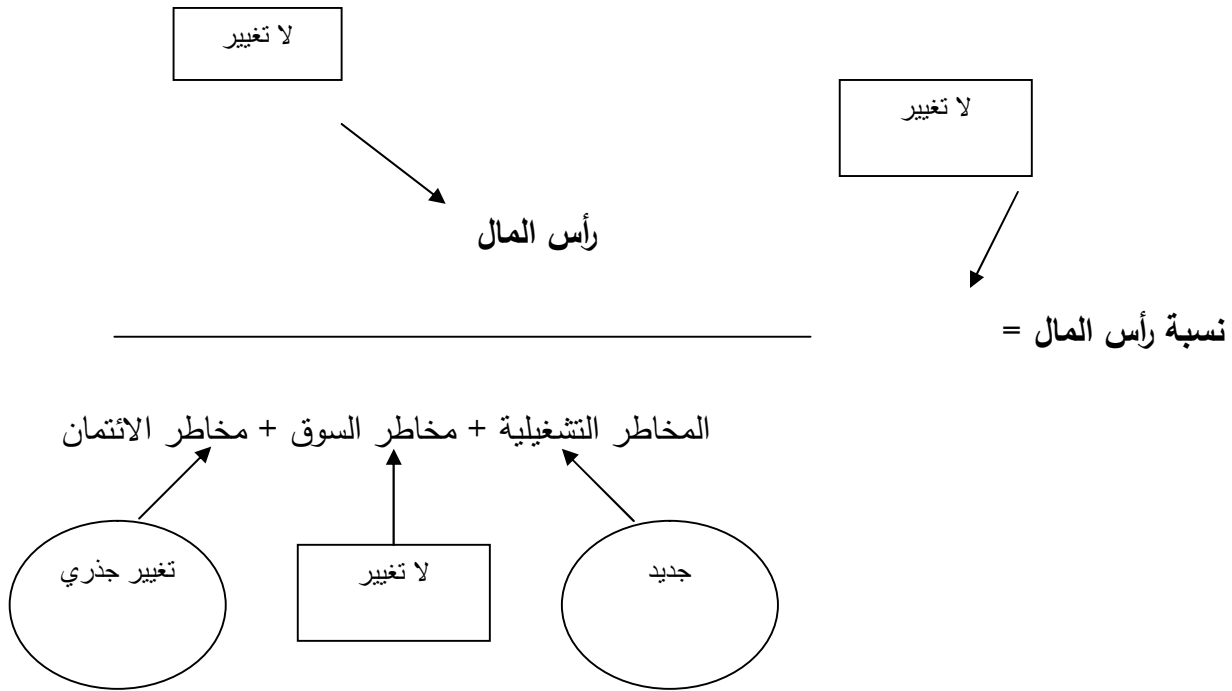 لا تغيير
لا تغيير
رأس المال
نسبة رأس المال =
المخاطر التشغيلية + مخاطر السوق + مخاطر الائتمان
جديد
لا تغيير
تغيير جذري